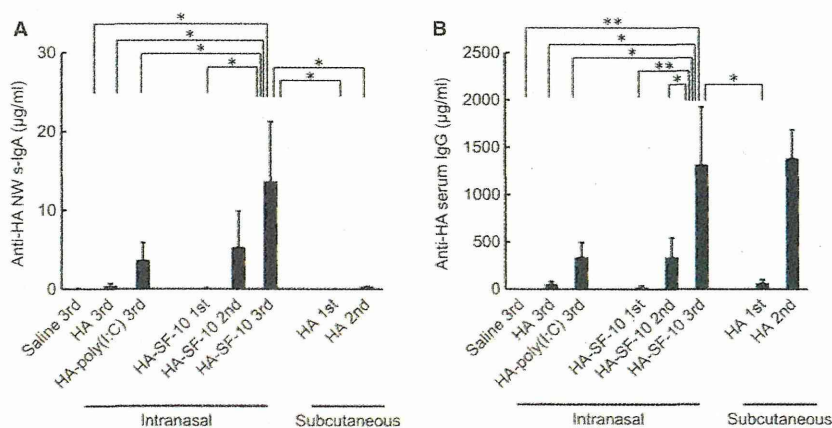 A
Anti-HA NW s-IgA (µg/ml)
30
20
10
0
* * * * * *
Saline 3rd
HA 3rd
HA-poly(I:C) 3rd
HA-SF-10 1st
HA-SF-10 2nd
HA-SF-10 3rd
HA 1st
HA 2nd
Intranasal
Subcutaneous
B
Anti-HA serum IgG (µg/ml)
2500
2000
1500
1000
500
0
** * * ** * *
Saline 3rd
HA 3rd
HA-poly(I:C) 3rd
HA-SF-10 1st
HA-SF-10 2nd
HA-SF-10 3rd
HA 1st
HA 2nd
Intranasal
Subcutaneous